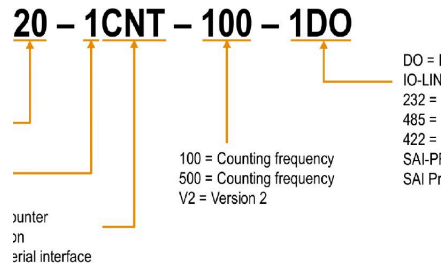 20 – 1CNT – 100 – 1DO
DO =
IO-LIN
232 =
485 =
422 =
SAI-P
SAI Pr
100 = Counting frequency
500 = Counting frequency
V2 = Version 2
ounter
on
erial interface